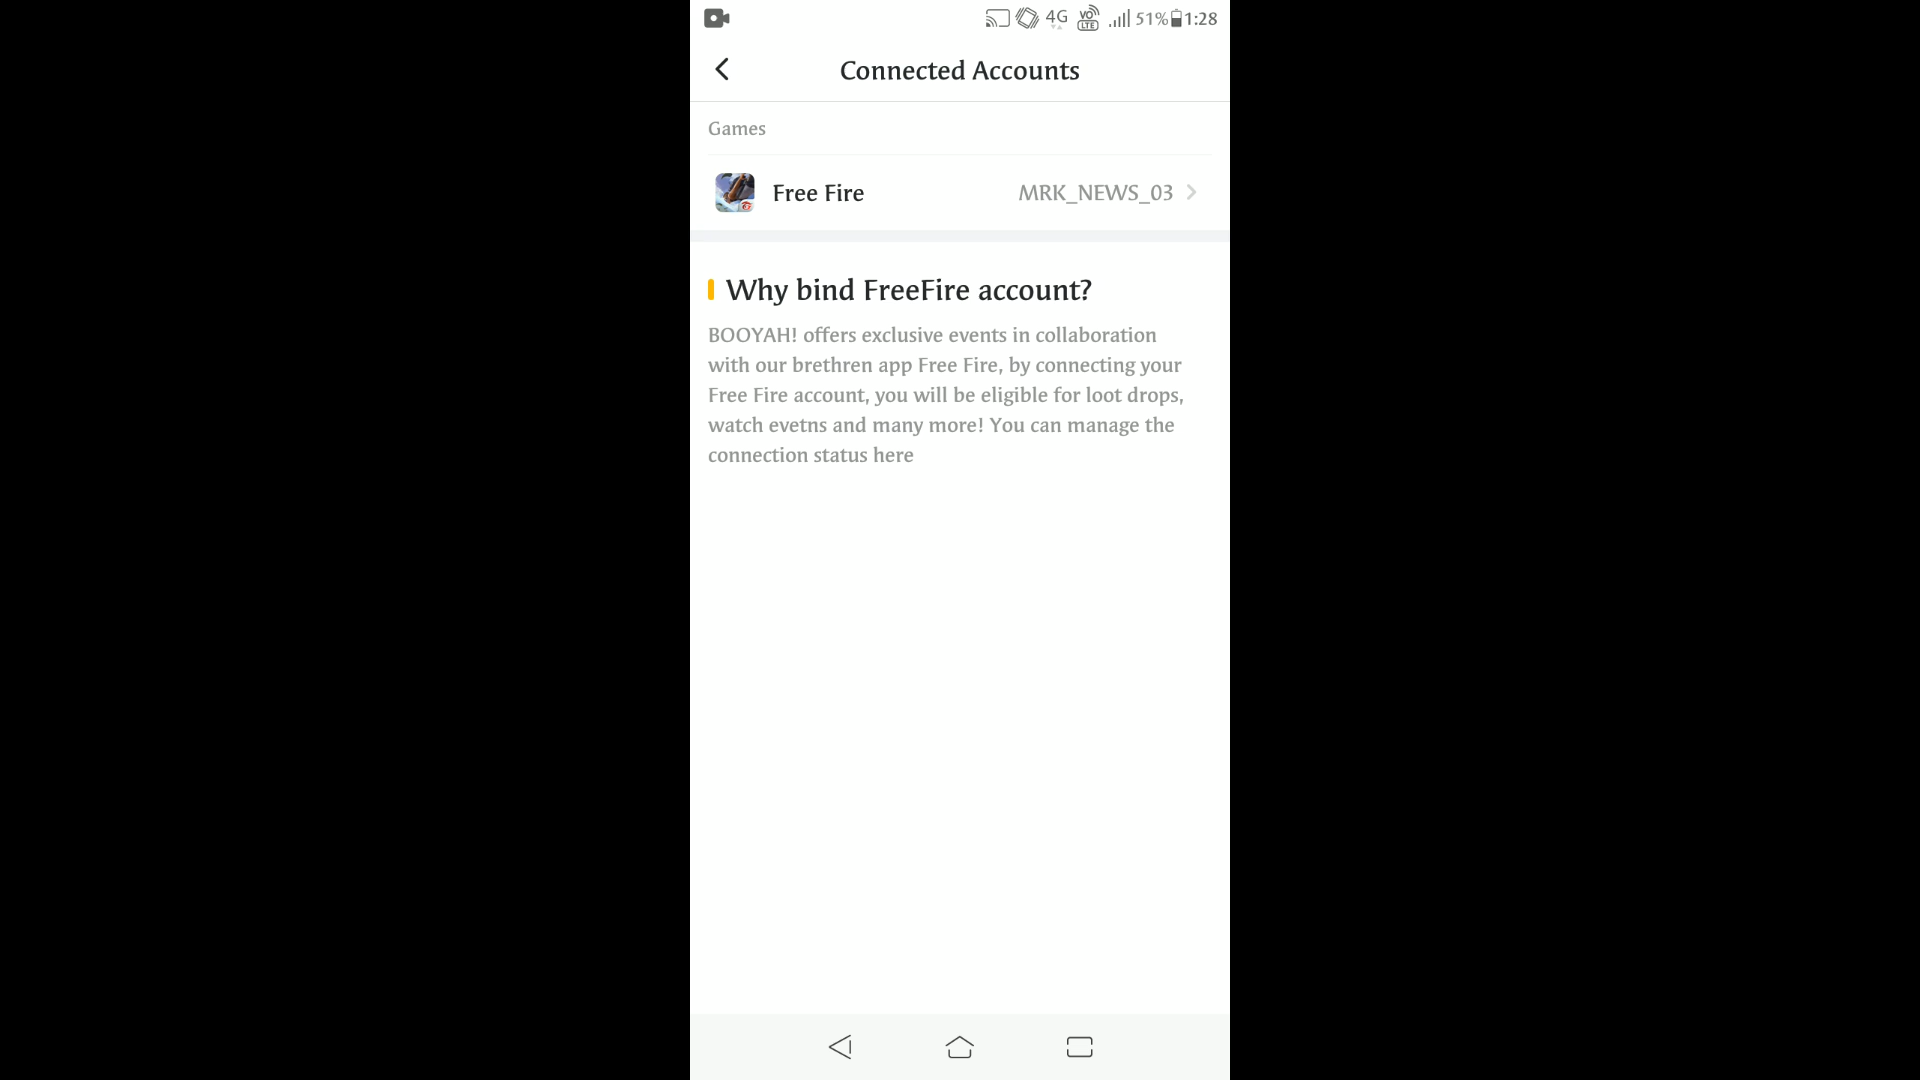 4G VO LTE 51% 1:28
Connected Accounts
Games
Free Fire MRK_NEWS_03
Why bind FreeFire account?
BOOYAH! offers exclusive events in collaboration
with our brethren app Free Fire, by connecting your
Free Fire account, you will be eligible for loot drops,
watch evetns and many more! You can manage the
connection status here